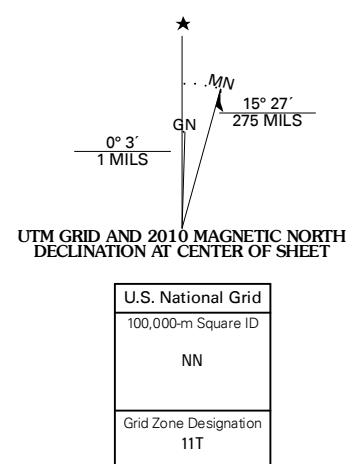 ★
MN
GN
15° 27´
275 MILS
0° 3´
1 MILS
UTM GRID AND 2010 MAGNETIC NORTH
DECLINATION AT CENTER OF SHEET
U.S. National Grid
100,000-m Square ID
NN
Grid Zone Designation
11T